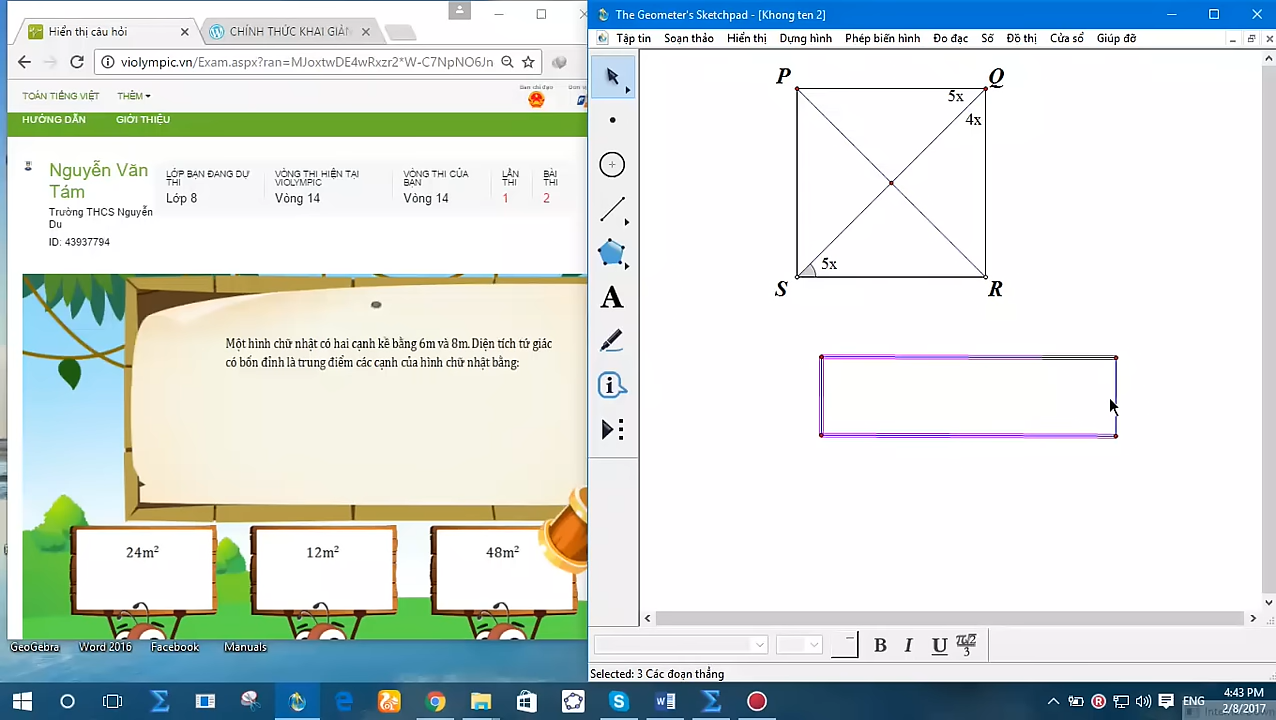 Hiển thị câu hỏi
CHÍNH THỨC KHAI GIẢN
violympic.vn/Exam.aspx?ran=MJoxtwDE4wRxzr2*W-C7NpNO6Jn
TOÁN TIẾNG VIỆT THÊM
Ban chỉ đạo
HƯỚNG DẪN GIỚI THIỆU
Nguyễn Văn
Tám
Trường THCS Nguyễn
Du
ID: 43937794
LỚP BẠN ĐANG DỰ
THI
Lớp 8
VÒNG THI HIỆN TẠI
VIOLYMPIC
Vòng 14
VÒNG THI CỦA
BẠN
Vòng 14
LẦN
THI
1
BÀI
THI
2
Một hình chữ nhật có hai cạnh kề bằng 6m và 8m.Diện tích tứ giác
có bốn đỉnh là trung điểm các cạnh của hình chữ nhật bằng:
24m²
12m²
48m²
GeoGebra Word 2016 Facebook Manuals
The Geometer's Sketchpad - [Khong ten 2]
Tập tin Soạn thảo Hiển thị Dựng hình Phép biến hình Đo đạc Số Đồ thị Cửa sổ Giúp đỡ
P
Q
5x
4x
5x
S
R
A
B I U
Selected: 3 Các đoạn thẳng
ENG
4:43 PM
2/8/2017